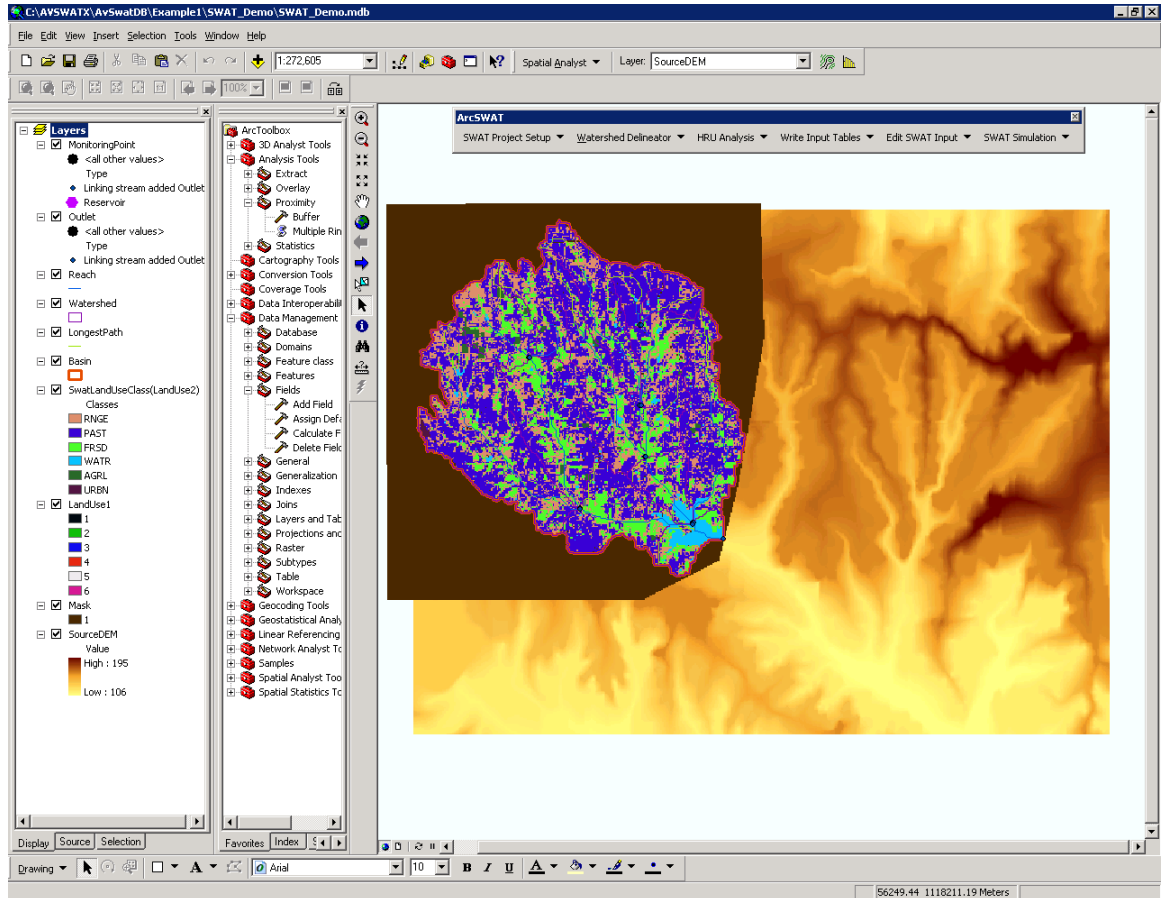 C:\AVSWATX\AvSwatDB\Example1\SWAT_Demo\SWAT_Demo.mdb
File Edit View Insert Selection Tools Window Help
1:272,605
Spatial Analyst
Layer: SourceDEM
100%
Layers
MonitoringPoint
<all other values>
Type
Linking stream added Outlet
Reservoir
Outlet
<all other values>
Type
Linking stream added Outlet
Reach
Watershed
LongestPath
Basin
SwatLandUseClass(LandUse2)
Classes
RNGE
PAST
FRSD
WATR
AGRL
URBN
LandUse1
1
2
3
4
5
6
Mask
1
SourceDEM
Value
High : 195
Low : 106
Display Source Selection
ArcToolbox
3D Analyst Tools
Analysis Tools
Extract
Overlay
Proximity
Buffer
Multiple Rin
Statistics
Cartography Tools
Conversion Tools
Coverage Tools
Data Interoperabili
Data Management
Database
Domains
Feature class
Features
Fields
Add Field
Assign Defa
Calculate F
Delete Field
General
Generalization
Indexes
Joins
Layers and Tab
Projections and
Raster
Subtypes
Table
Workspace
Geocoding Tools
Geostatistical Analy
Linear Referencing
Network Analyst To
Samples
Spatial Analyst Too
Spatial Statistics To
Favorites Index S
ArcSWAT
SWAT Project Setup Watershed Delineator HRU Analysis Write Input Tables Edit SWAT Input SWAT Simulation
Drawing A Arial 10 B I U A
56249.44 1118211.19 Meters